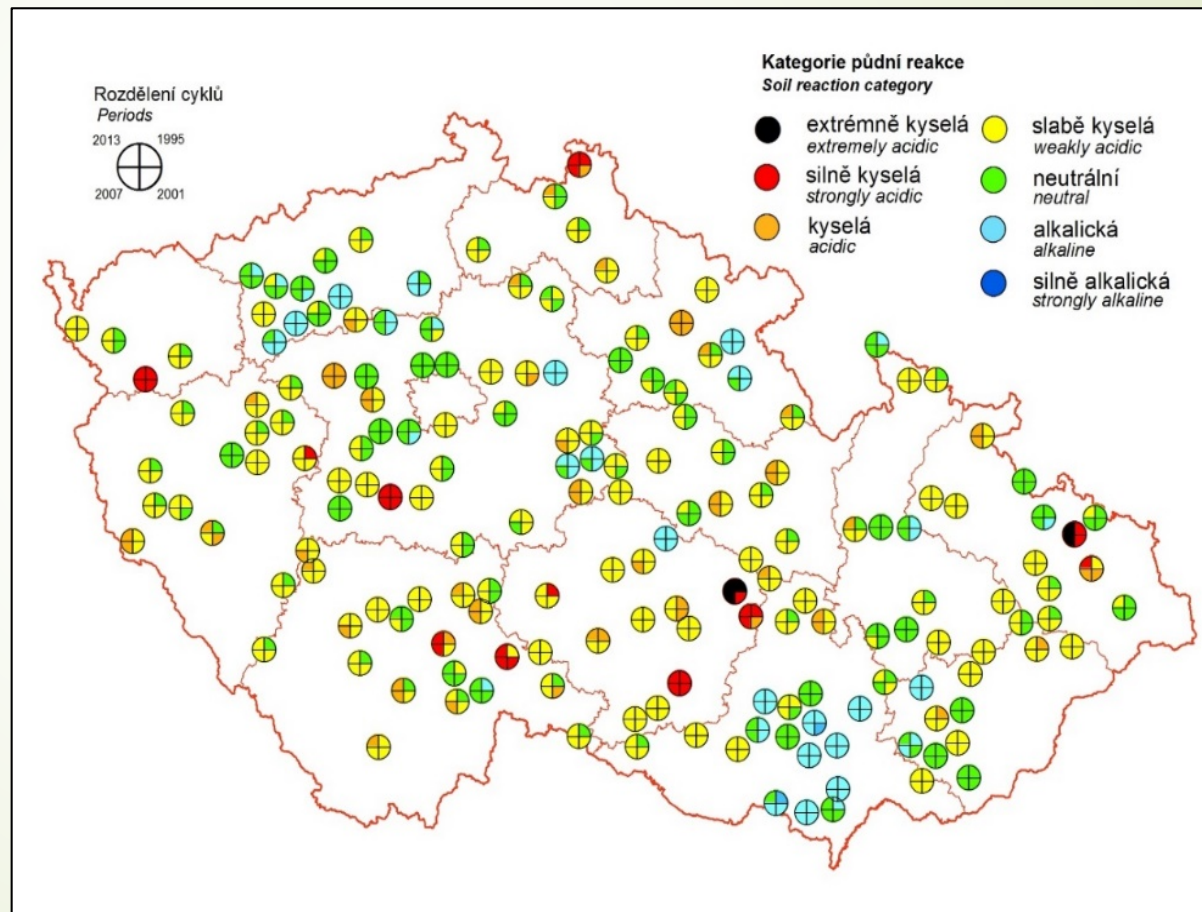 Rozdělení cyklů
Periods
2013 1995
2007 2001
Kategorie půdní reakce
Soil reaction category
extrémně kyselá
extremely acidic
silně kyselá
strongly acidic
kyselá
acidic
slabě kyselá
weakly acidic
neutrální
neutral
alkalická
alkaline
silně alkalická
strongly alkaline